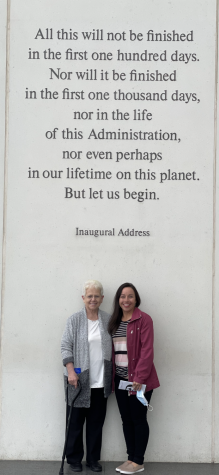 All this will not be finished
in the first one hundred days.
Nor will it be finished
in the first one thousand days,
nor in the life
of this Administration,
nor even perhaps
in our lifetime on this planet.
But let us begin.
Inaugural Address